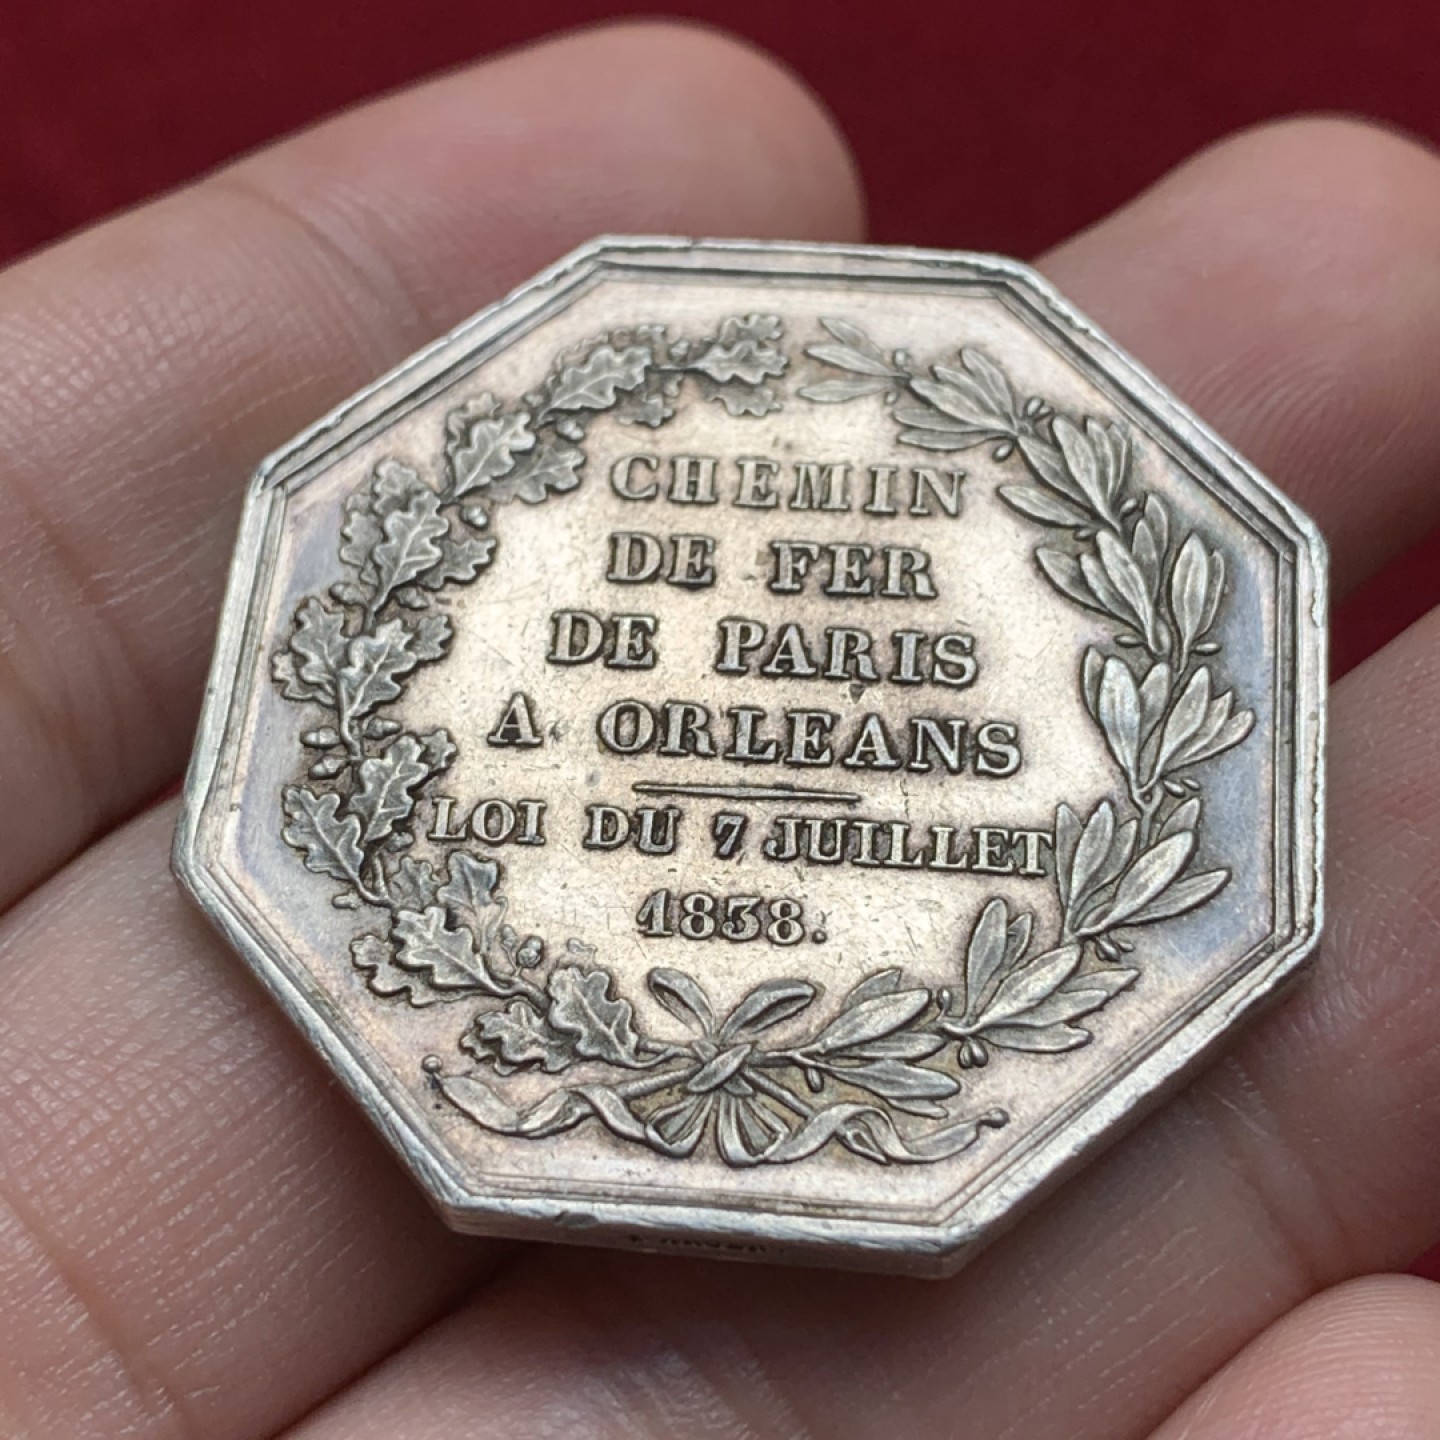 CHEMIN
DE FER
DE PARIS
A ORLEANS
LOI DU 7 JUILLET
1838.